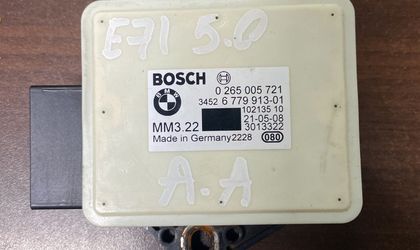 E71 5.0
BOSCH
0 265 005 721
BMW
3452 6 779 913-01
102135 10
MM3.22
21-05-08
3013322
Made in Germany 2228
080
A.A